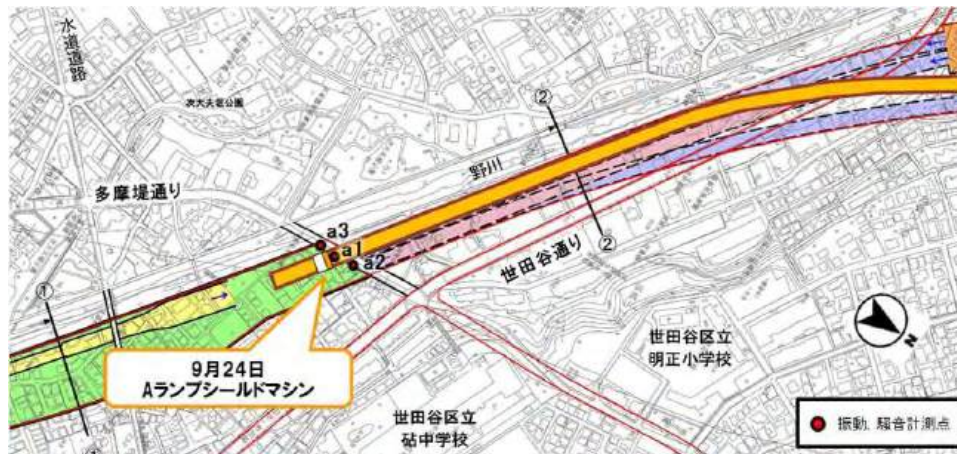 水道道路
次大夫堀公園
②
野川
多摩堤通り
a3
a1
a2
②
世田谷通り
①
9月24日
Aランプシールドマシン
世田谷区立
明正小学校
N
世田谷区立
砧中学校
振動、騒音計測点